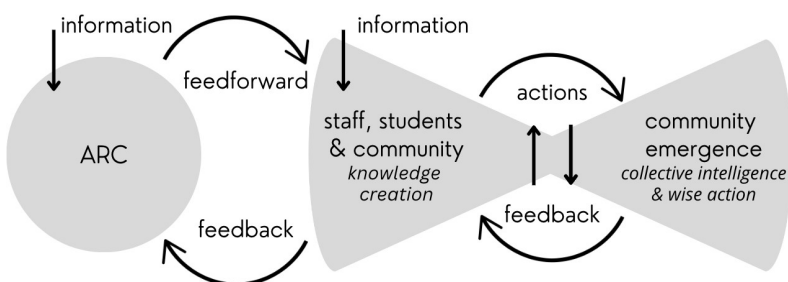 information
feedforward
ARC
feedback
information
staff, students
& community
knowledge
creation
actions
feedback
community
emergence
collective intelligence
& wise action